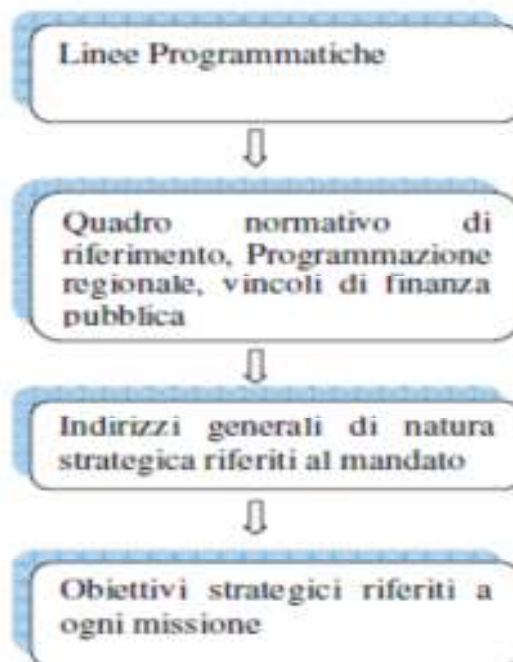 Linee Programmatiche
Quadro normativo di
riferimento, Programmazione
regionale, vincoli di finanza
pubblica
Indirizzi generali di natura
strategica riferiti al mandato
Obiettivi strategici riferiti a
ogni missione